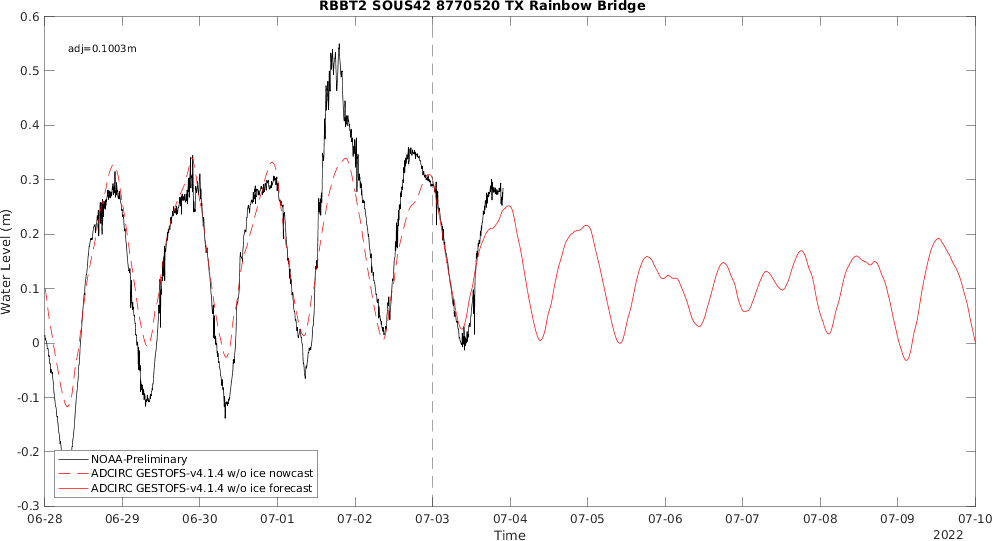 RBBT2 SOUS42 8770520 TX Rainbow Bridge
adj=0.1003m
0.6
0.5
0.4
0.3
0.2
0.1
0
-0.1
-0.2
-0.3
Water Level (m)
NOAA-Preliminary
ADCIRC GESTOFS-v4.1.4 w/o ice nowcast
ADCIRC GESTOFS-v4.1.4 w/o ice forecast
06-28 06-29 06-30 07-01 07-02 07-03 07-04 07-05 07-06 07-07 07-08 07-09 07-10
Time
2022